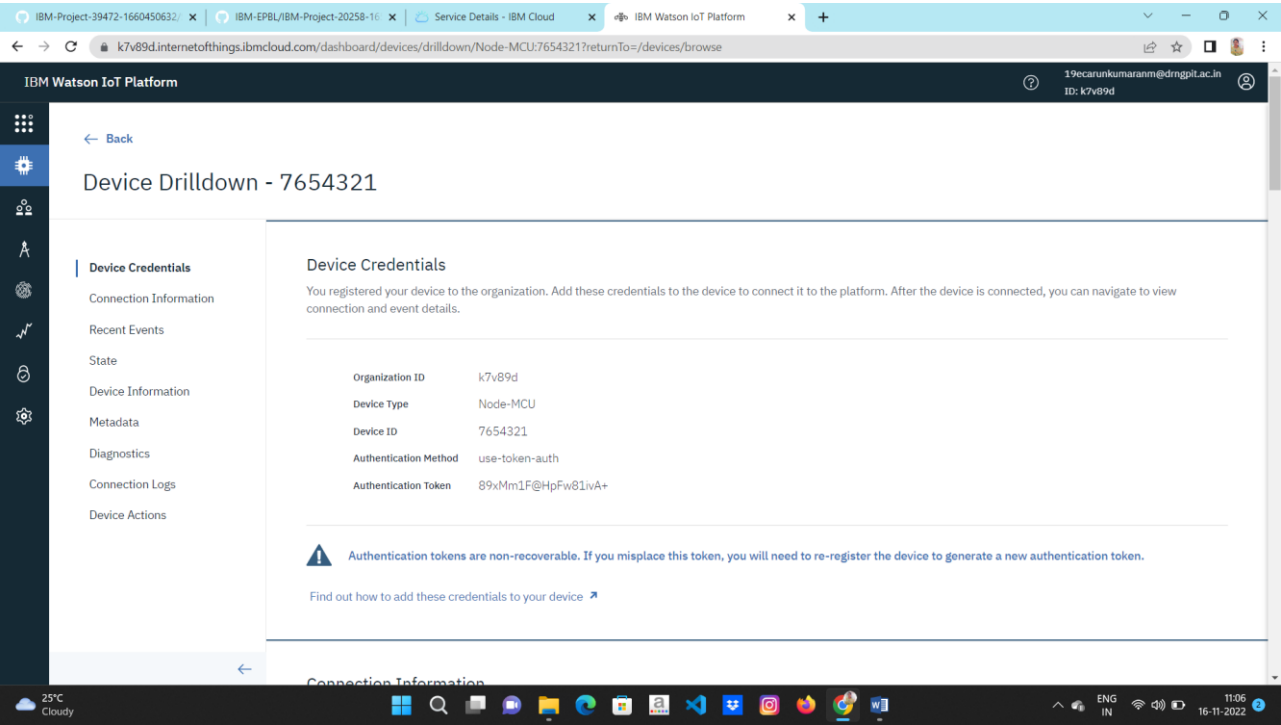 IBM-Project-39472-1660450632/
IBM-EPBL/IBM-Project-20258-16
Service Details - IBM Cloud
IBM Watson IoT Platform
k7v89d.internetofthings.ibmcloud.com/dashboard/devices/drilldown/Node-MCU:7654321?returnTo=/devices/browse
IBM Watson IoT Platform
19ecarunkumaranm@drngpit.ac.in
ID: k7v89d
Back
Device Drilldown - 7654321
Device Credentials
Connection Information
Recent Events
State
Device Information
Metadata
Diagnostics
Connection Logs
Device Actions
Device Credentials
You registered your device to the organization. Add these credentials to the device to connect it to the platform. After the device is connected, you can navigate to view
connection and event details.
Organization ID k7v89d
Device Type Node-MCU
Device ID 7654321
Authentication Method use-token-auth
Authentication Token 89xMm1F@HpFw81ivA+
Authentication tokens are non-recoverable. If you misplace this token, you will need to re-register the device to generate a new authentication token.
Find out how to add these credentials to your device
Connection Information
25°C
Cloudy
ENG
IN
11:06
16-11-2022
2